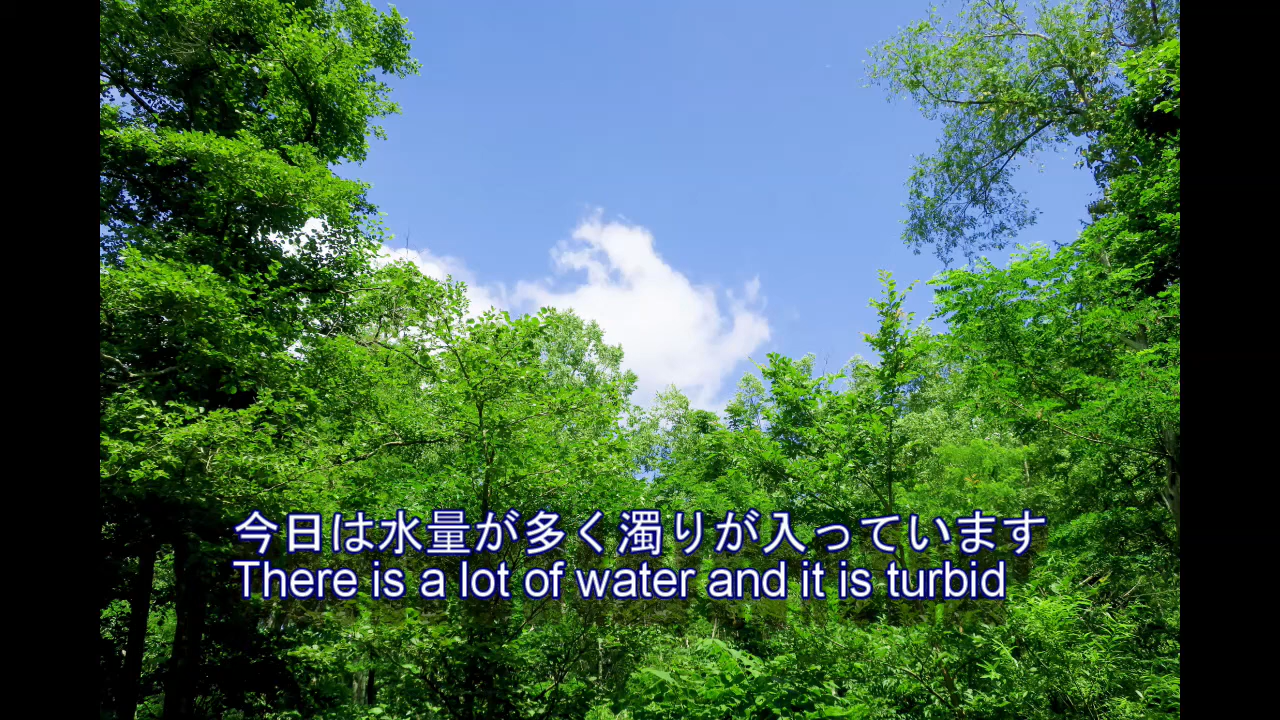 今日は水量が多く濁りが入っています
There is a lot of water and it is turbid